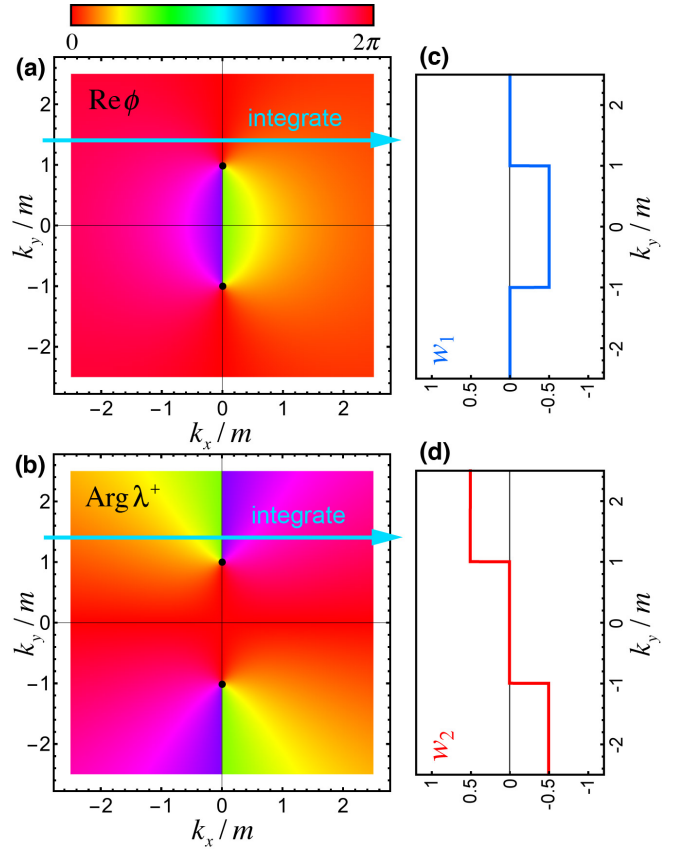 0
2π
(a)
Re ϕ
integrate
2
1
0
-1
-2
k_y / m
−2
−1
0
1
2
k_x / m
(c)
2
1
0
-1
-2
k_y / m
w_1
1
0.5
0
-0.5
-1
(b)
Arg λ^+
integrate
2
1
0
-1
-2
k_y / m
−2
−1
0
1
2
k_x / m
(d)
2
1
0
-1
-2
k_y / m
w_2
1
0.5
0
-0.5
-1